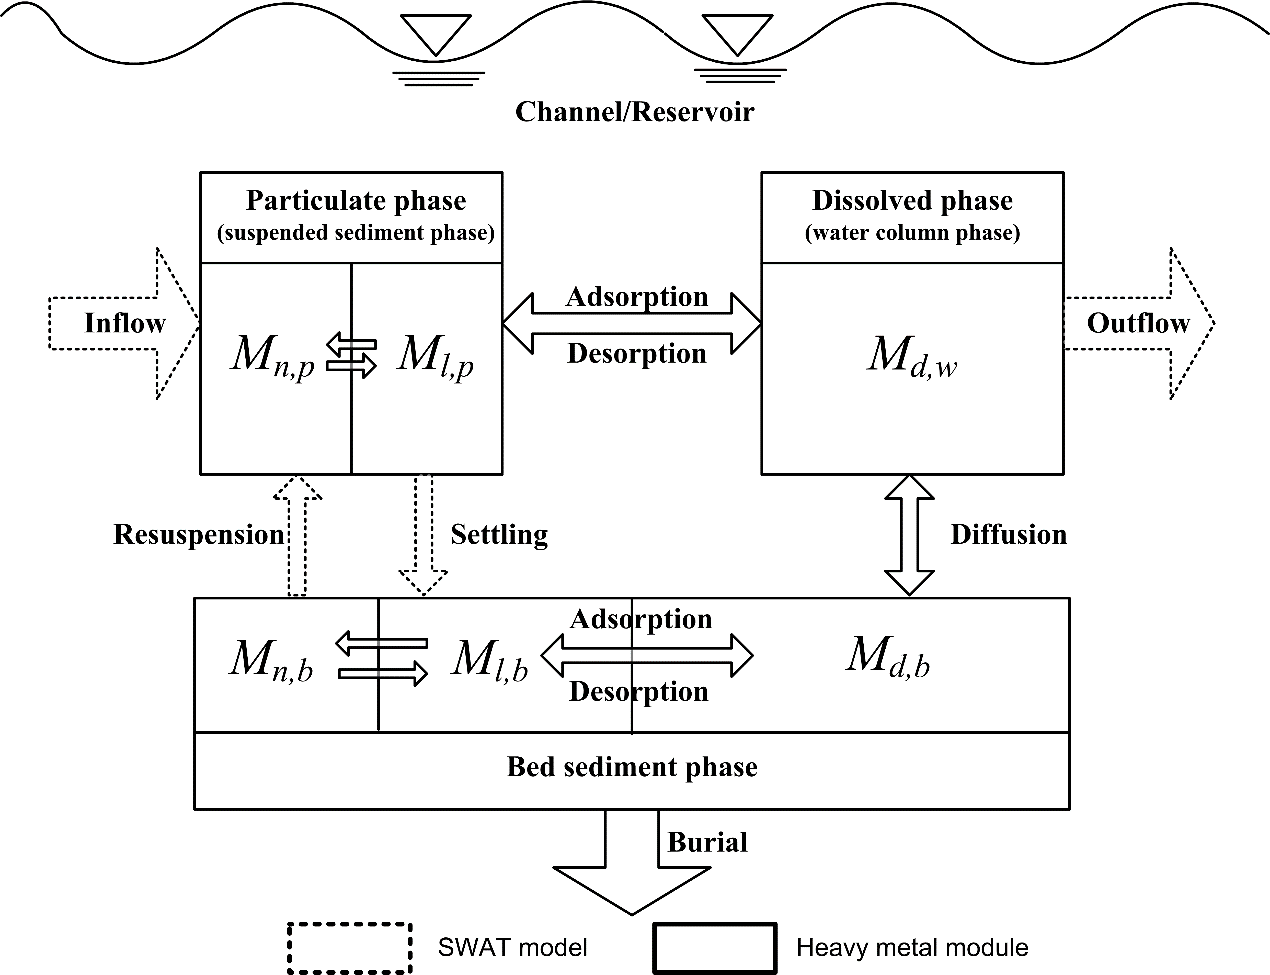 Channel/Reservoir
Particulate phase
(suspended sediment phase)
Dissolved phase
(water column phase)
Inflow
M_{n,p}
M_{l,p}
Adsorption
Desorption
M_{d,w}
Outflow
Resuspension
Settling
Diffusion
M_{n,b}
M_{l,b}
Adsorption
Desorption
M_{d,b}
Bed sediment phase
Burial
SWAT model
Heavy metal module